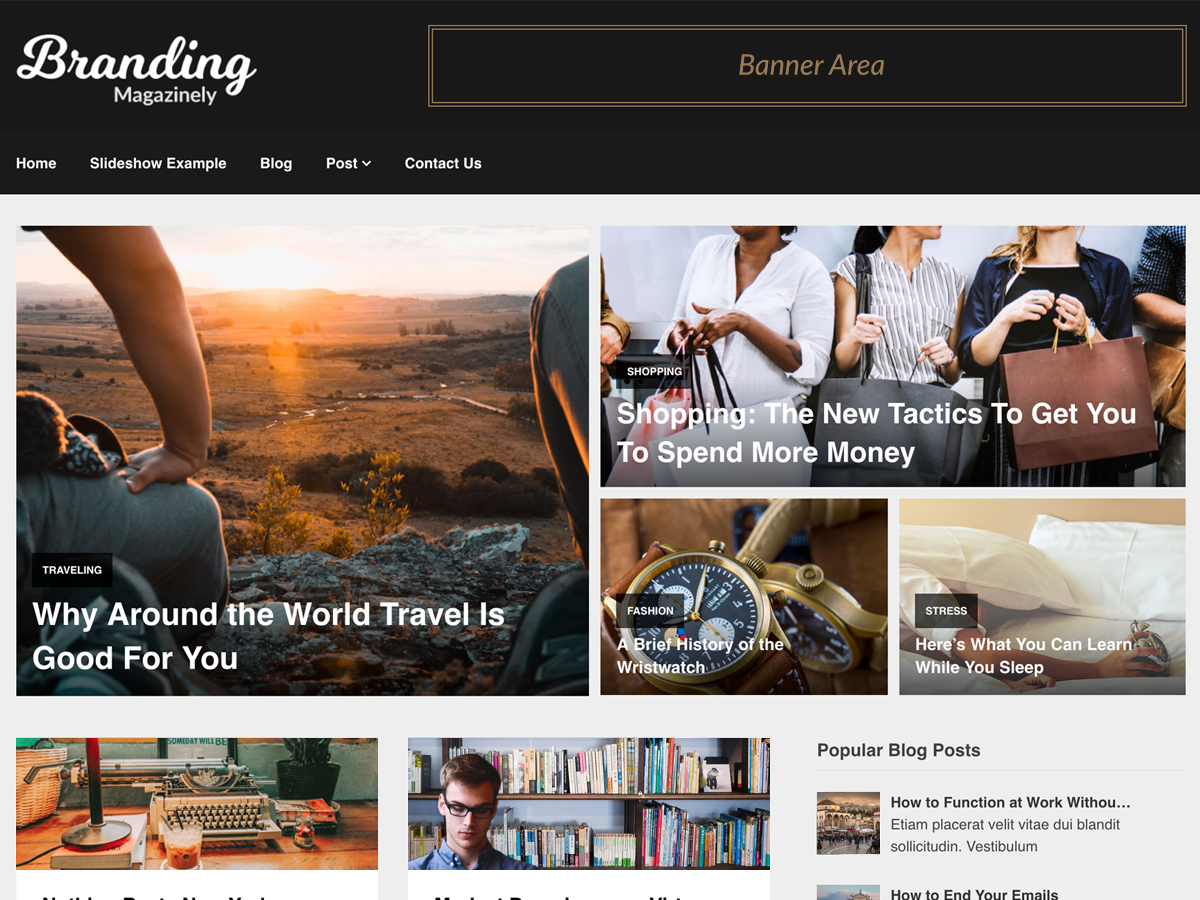 Branding
Magazinely
Banner Area
Home
Slideshow Example
Blog
Post
Contact Us
TRAVELING
Why Around the World Travel Is
Good For You
SHOPPING
Shopping: The New Tactics To Get You
To Spend More Money
FASHION
A Brief History of the
Wristwatch
STRESS
Here’s What You Can Learn
While You Sleep
SOMEDAY WILL BE
Popular Blog Posts
How to Function at Work Withou…
Etiam placerat velit vitae dui blandit
sollicitudin. Vestibulum
How to End Your Emails